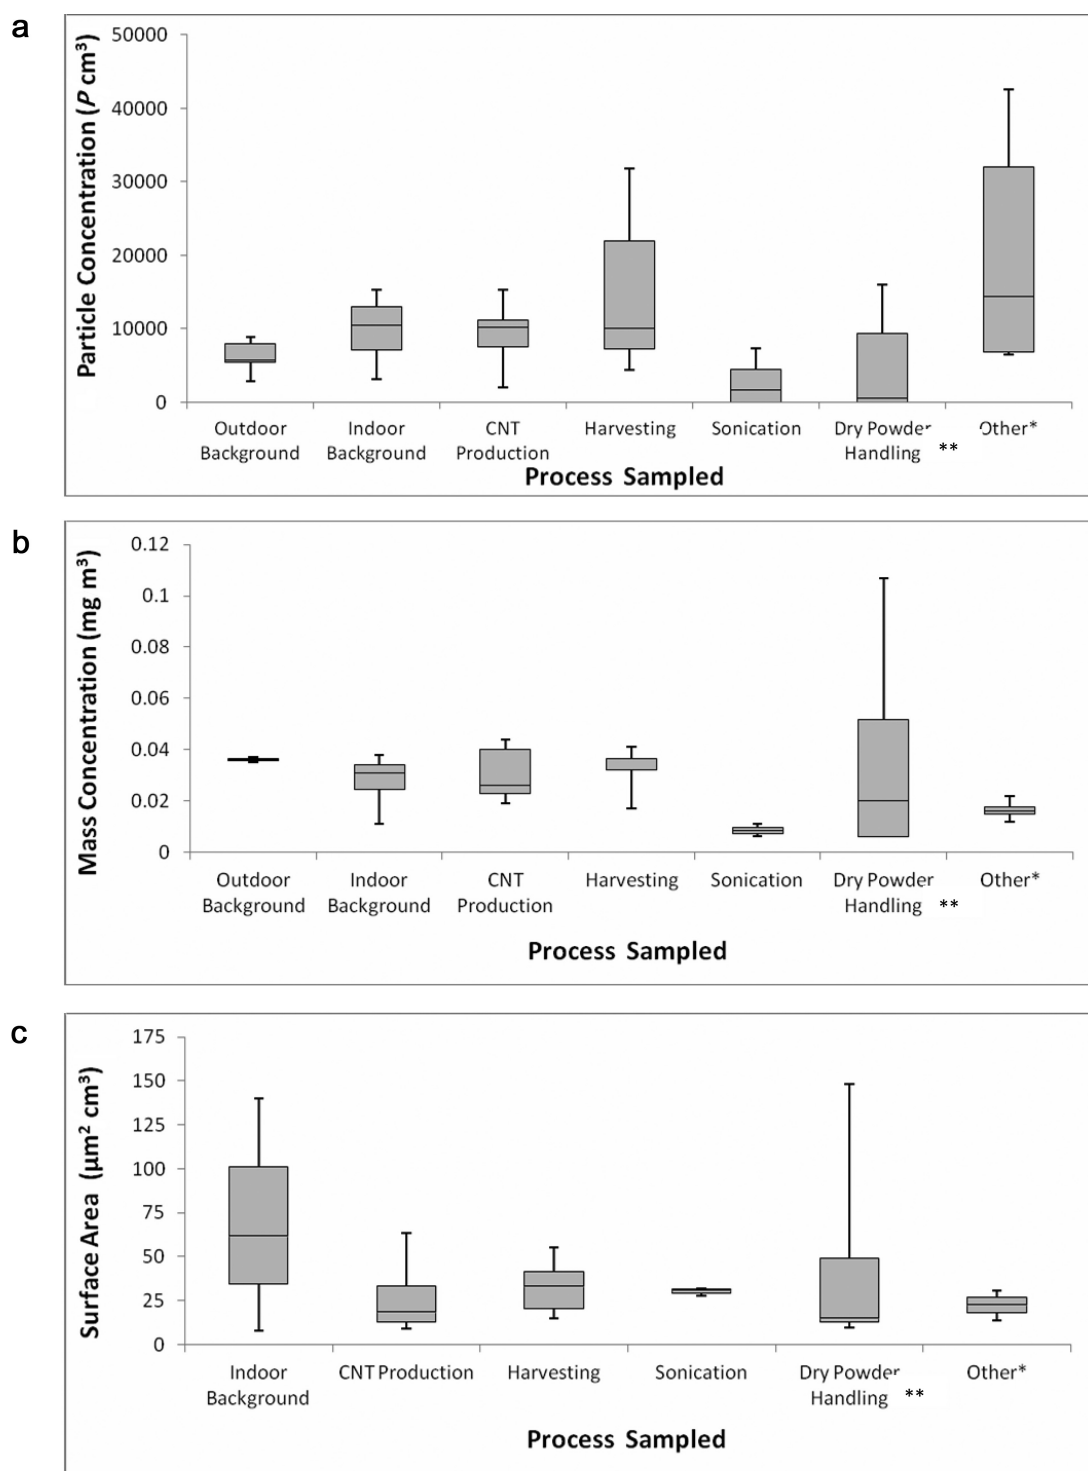 a
Particle Concentration (P cm³)
50000
40000
30000
20000
10000
0
Outdoor Background
Indoor Background
CNT Production
Harvesting
Sonication
Dry Powder Handling **
Other*
Process Sampled
b
Mass Concentration (mg m³)
0.12
0.1
0.08
0.06
0.04
0.02
0
Outdoor Background
Indoor Background
CNT Production
Harvesting
Sonication
Dry Powder Handling **
Other*
Process Sampled
c
Surface Area (µm² cm³)
175
150
125
100
75
50
25
0
Indoor Background
CNT Production
Harvesting
Sonication
Dry Powder Handling **
Other*
Process Sampled